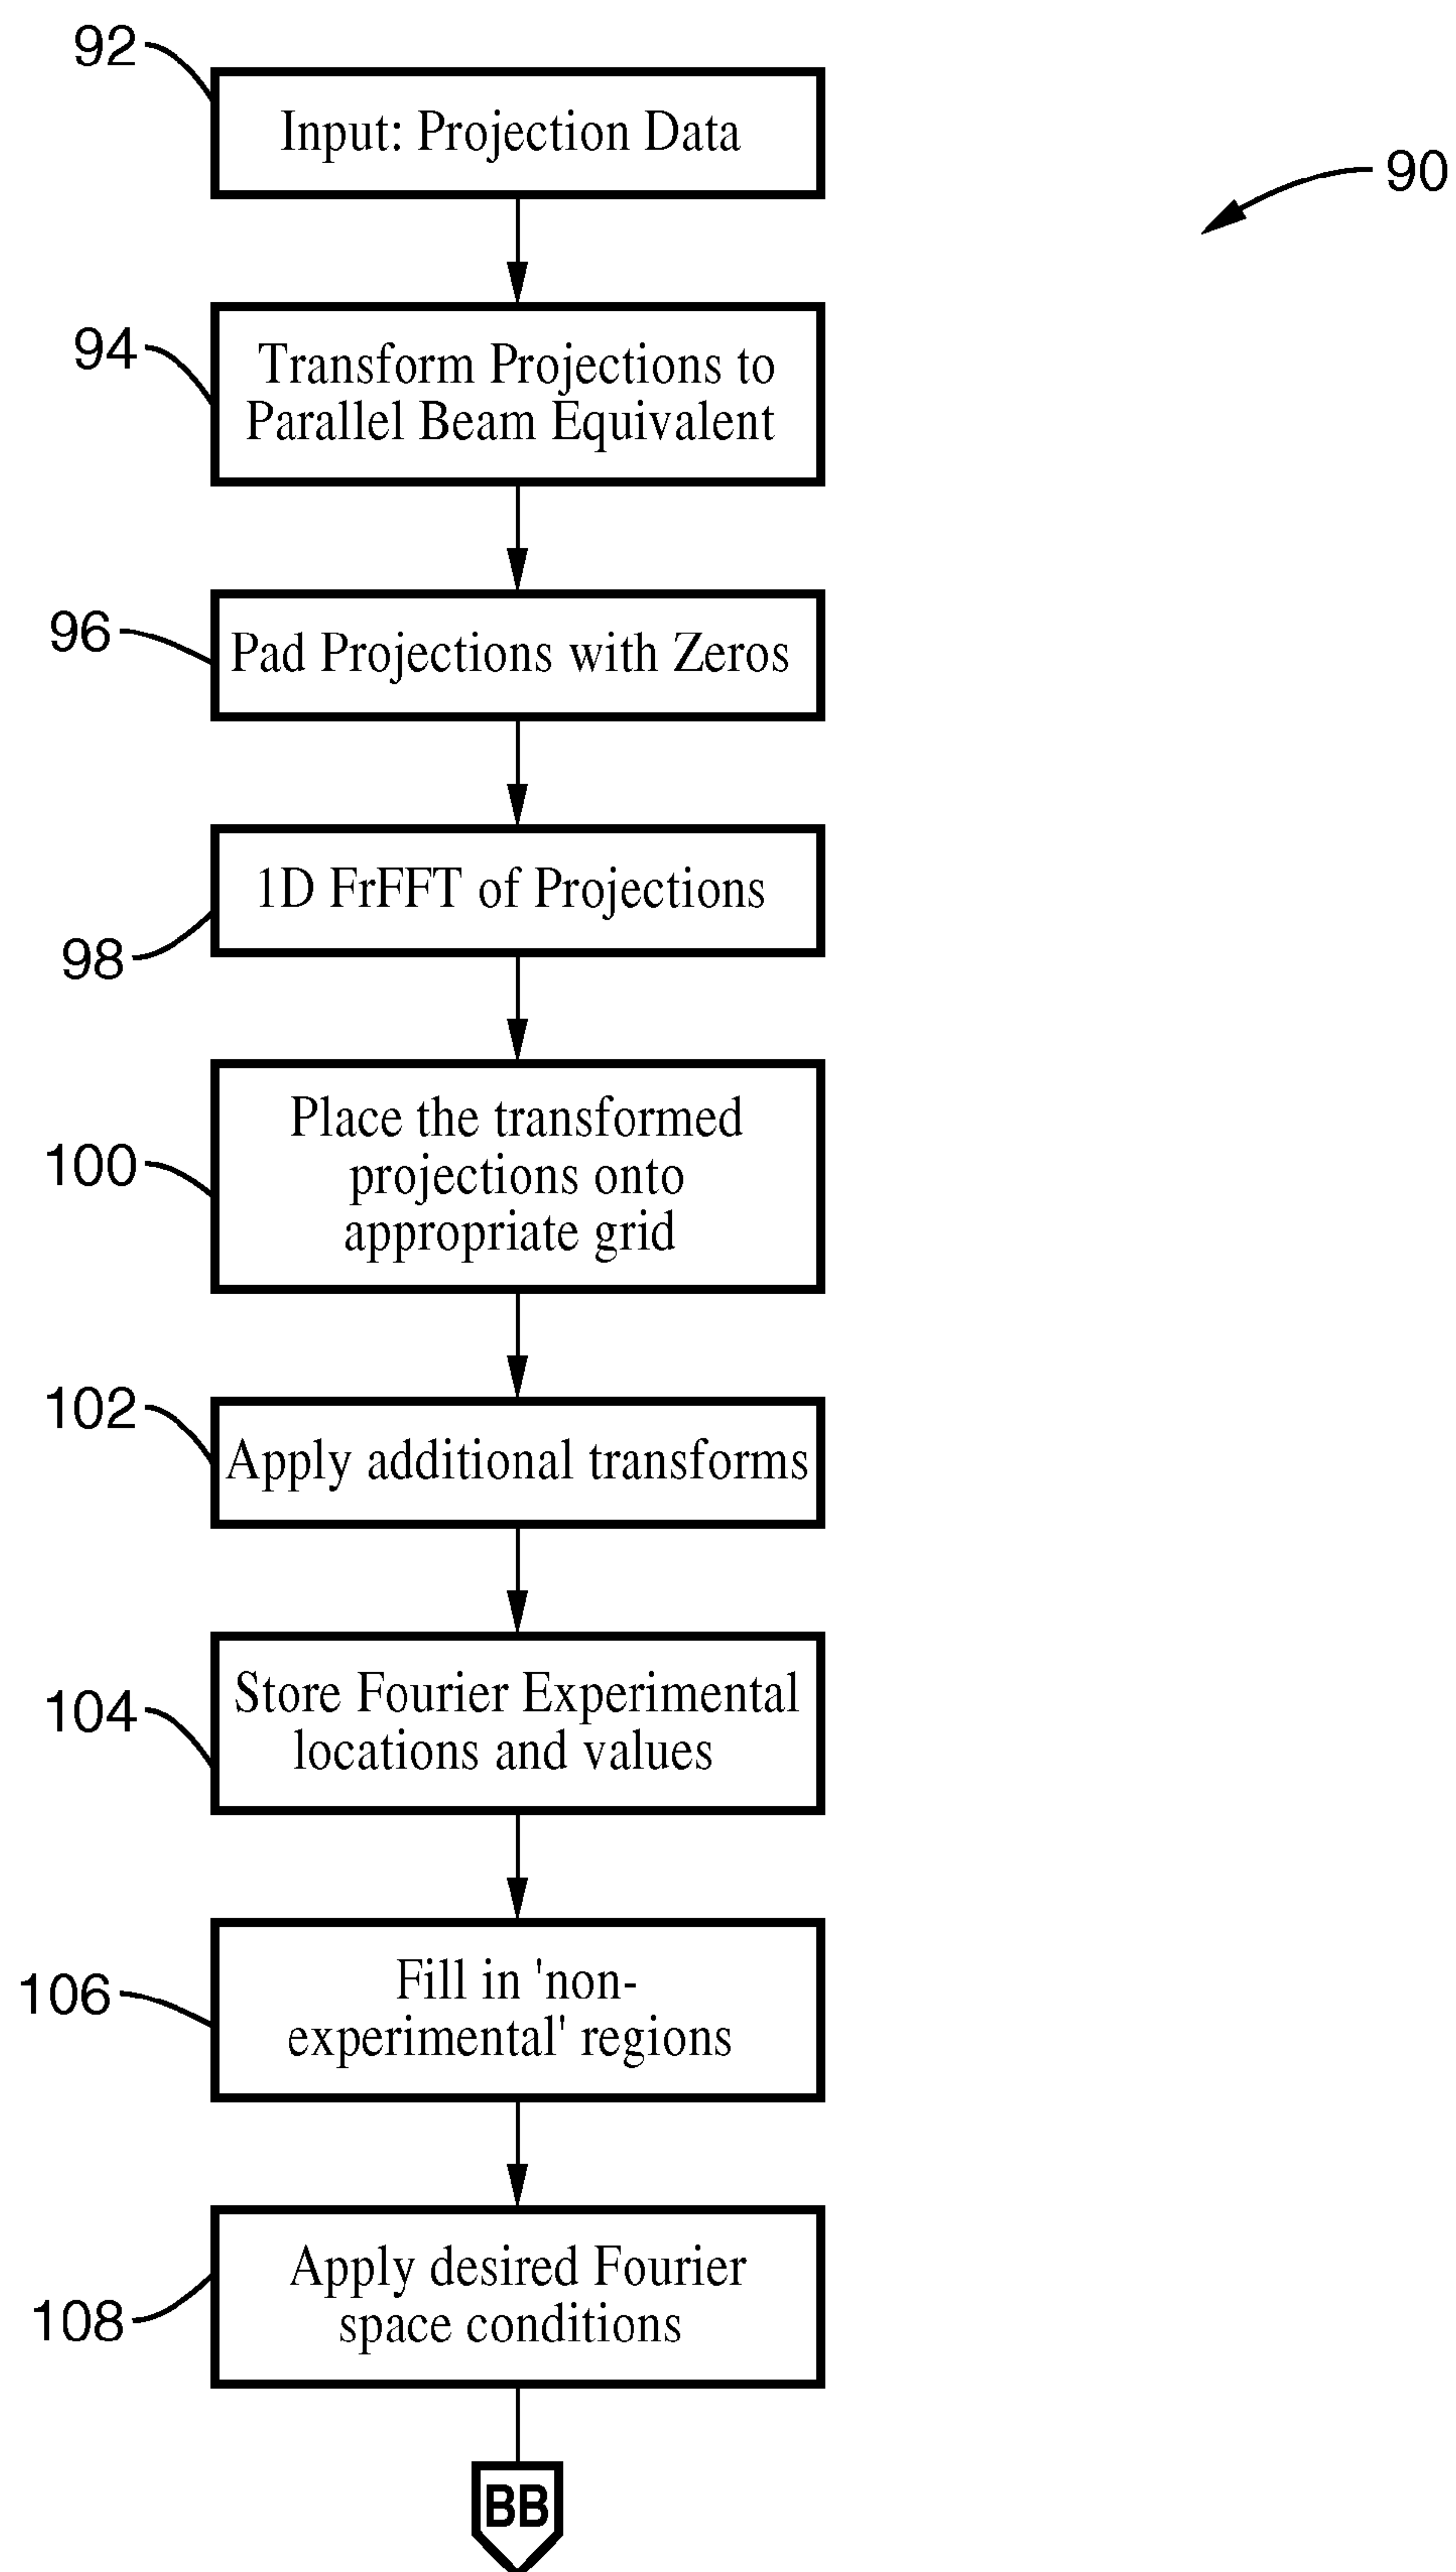 92
Input: Projection Data
90
94
Transform Projections to
Parallel Beam Equivalent
96
Pad Projections with Zeros
1D FrFFT of Projections
98
Place the transformed
100
projections onto
appropriate grid
102
Apply additional transforms
Store Fourier Experimental
104
locations and values
Fill in 'non-
106
experimental' regions
Apply desired Fourier
108
space conditions
BB